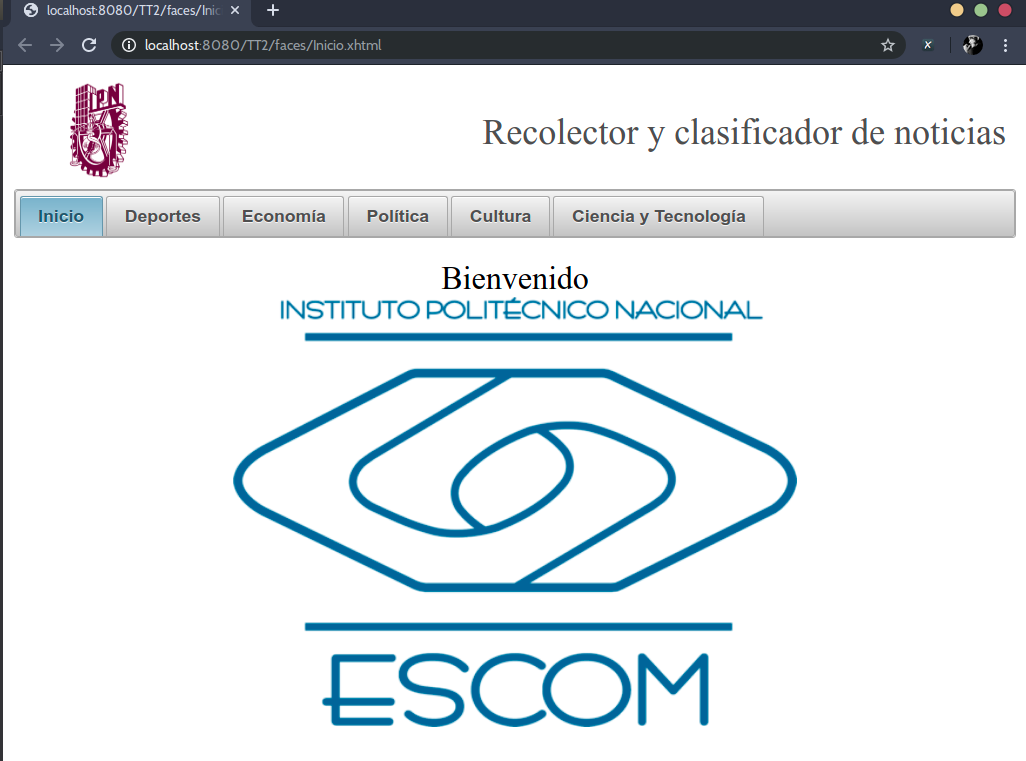 localhost:8080/TT2/faces/Inic
localhost:8080/TT2/faces/Inicio.xhtml
IPN
Recolector y clasificador de noticias
Inicio Deportes Economía Política Cultura Ciencia y Tecnología
Bienvenido
INSTITUTO POLITÉCNICO NACIONAL
ESCOM